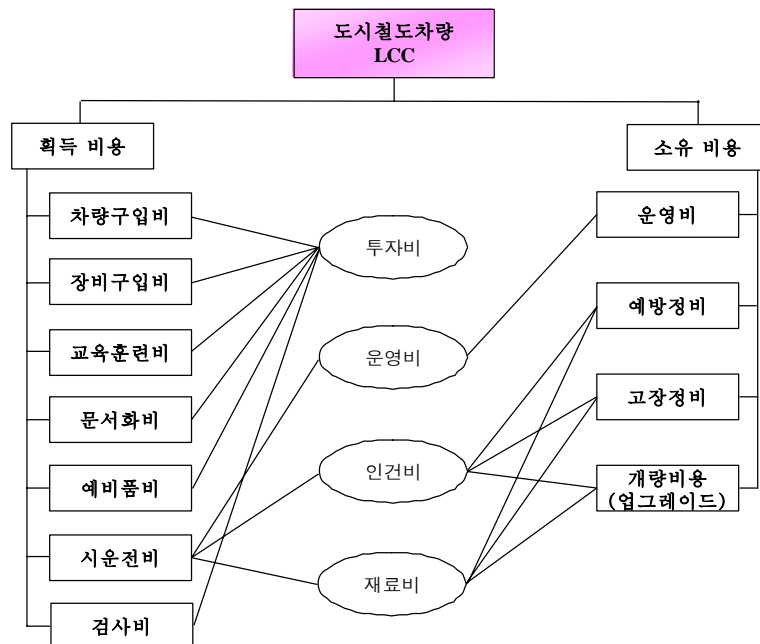 도시철도차량
LCC
획득 비용
소유 비용
차량구입비
장비구입비
교육훈련비
문서화비
예비품비
시운전비
검사비
투자비
운영비
인건비
재료비
운영비
예방정비
고장정비
개량비용
(업그레이드)